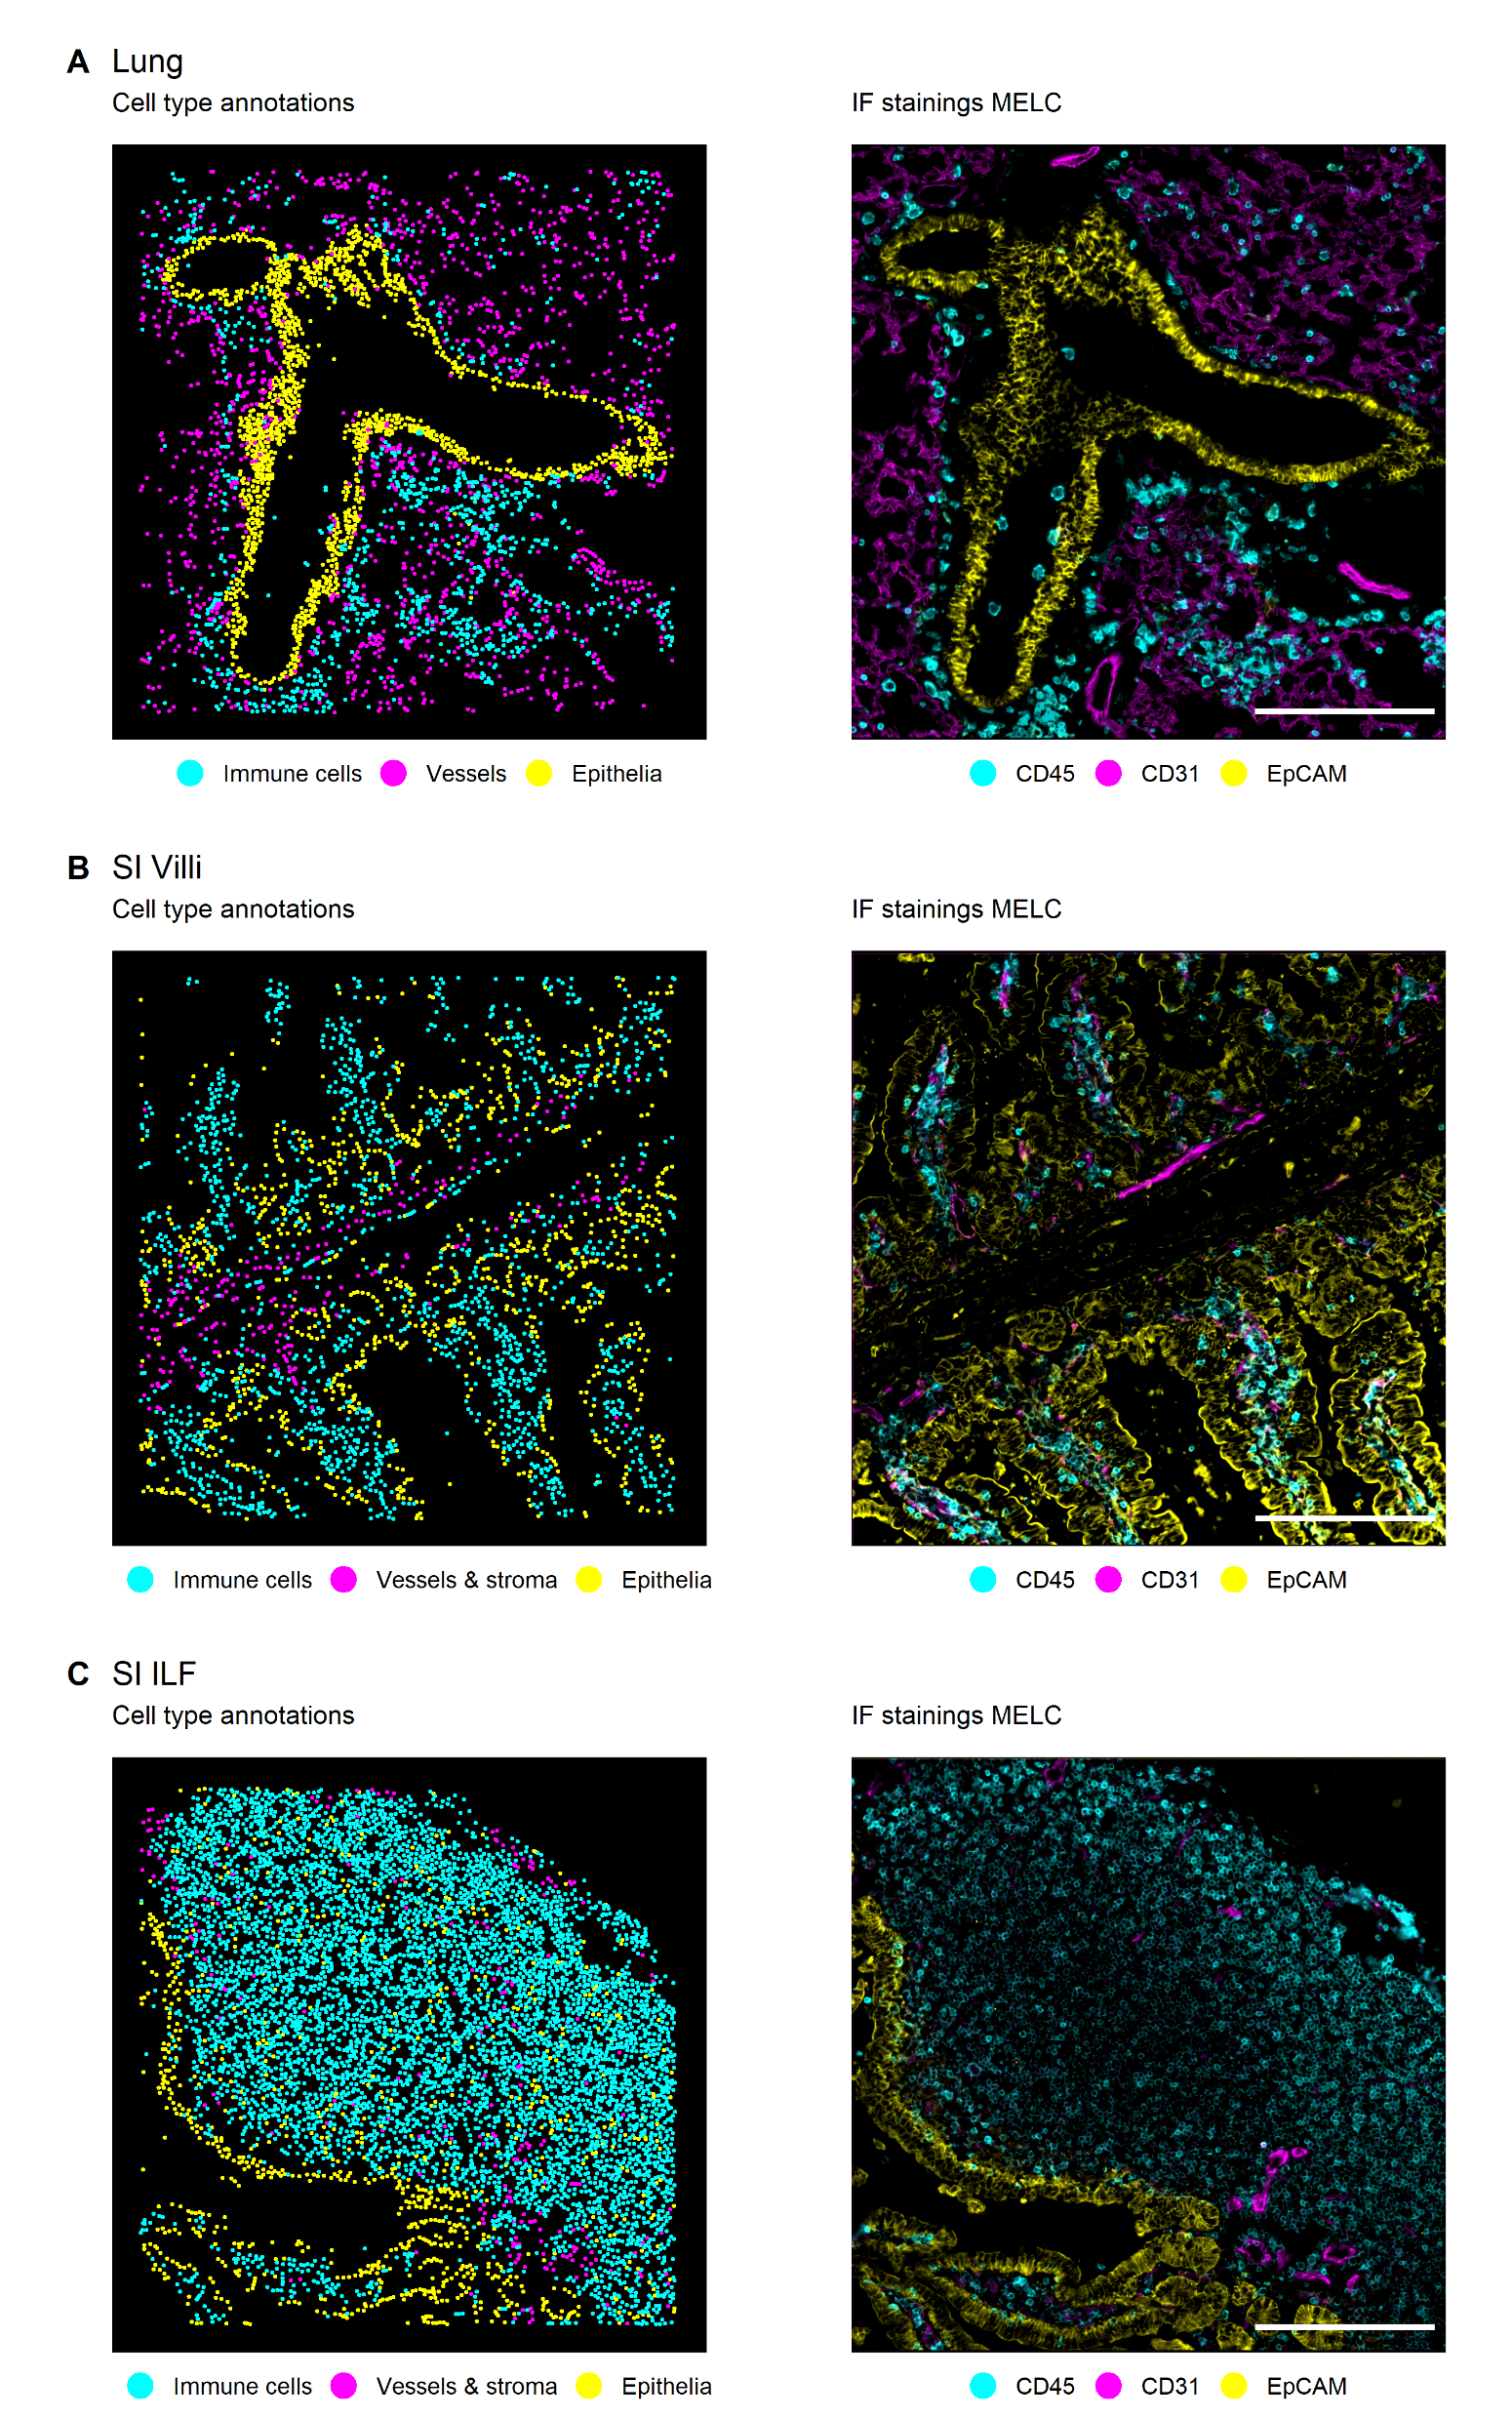 A Lung
Cell type annotations IF stainings MELC
Immune cells Vessels Epithelia CD45 CD31 EpCAM
B SI Villi
Cell type annotations IF stainings MELC
Immune cells Vessels & stroma Epithelia CD45 CD31 EpCAM
C SI ILF
Cell type annotations IF stainings MELC
Immune cells Vessels & stroma Epithelia CD45 CD31 EpCAM